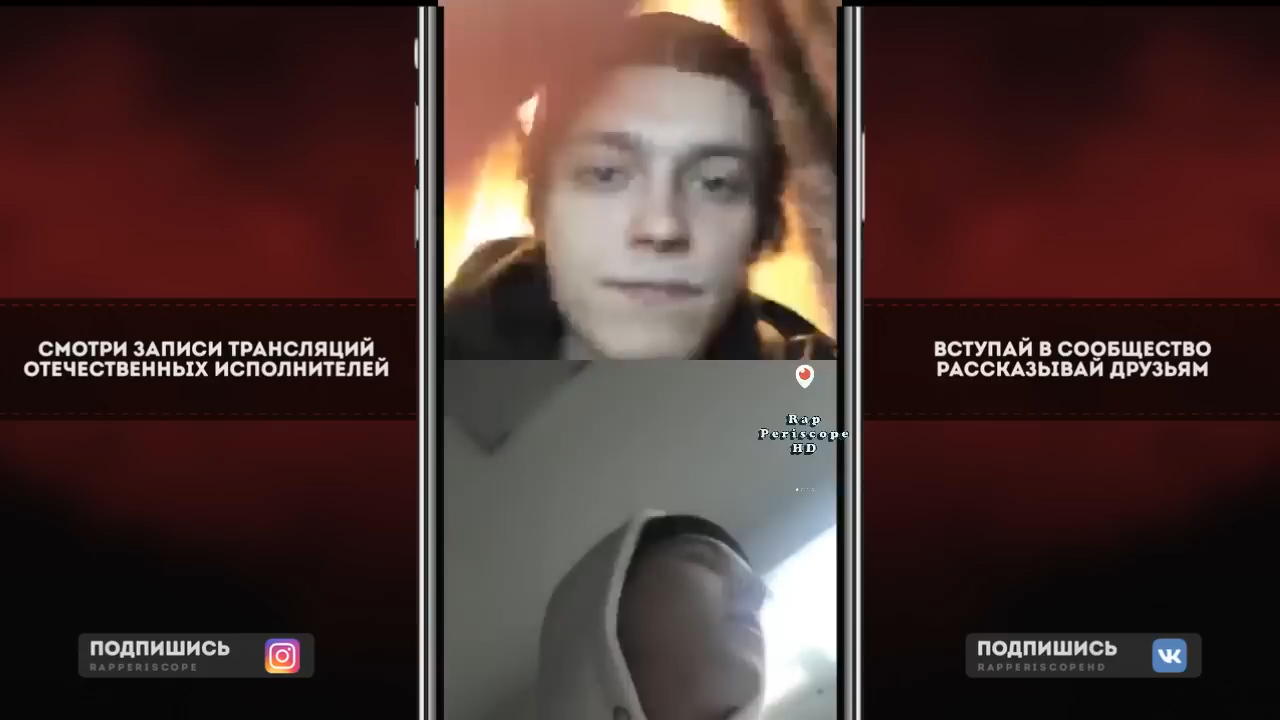 СМОТРИ ЗАПИСИ ТРАНСЛЯЦИЙ
ОТЕЧЕСТВЕННЫХ ИСПОЛНИТЕЛЕЙ
Rap
Periscope
HD
ВСТУПАЙ В СООБЩЕСТВО
РАССКАЗЫВАЙ ДРУЗЬЯМ
ПОДПИШИСЬ
RAPPERISCOPE
ПОДПИШИСЬ
RAPPERISCOPEHD